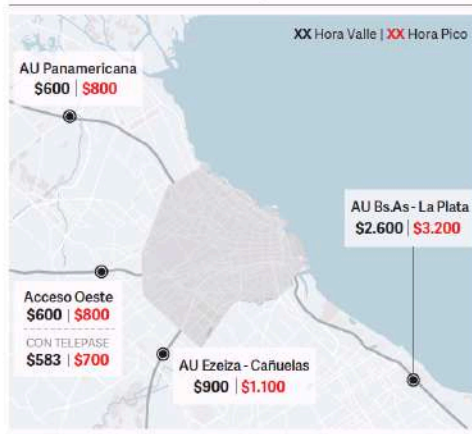 XX Hora Valle | XX Hora Pico
AU Panamericana
$600 | $800
AU Bs.As - La Plata
$2.600 | $3.200
Acceso Oeste
$600 | $800
CON TELEPASE
$583 | $700
AU Ezeiza - Cañuelas
$900 | $1.100